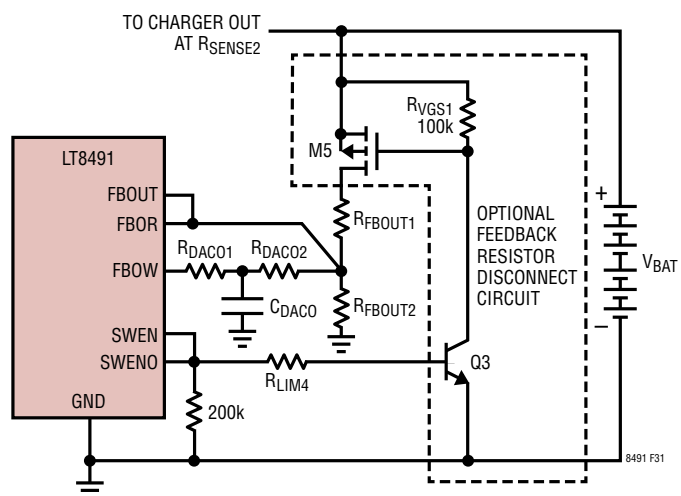 TO CHARGER OUT
AT RSENSE2
RVGS1
100k
M5
LT8491
FBOUT
FBOR
RFBOUT1
OPTIONAL
FEEDBACK
RESISTOR
DISCONNECT
CIRCUIT
+
VBAT
–
RDACO1
RDACO2
FBOW
CDACO
RFBOUT2
SWEN
SWENO
RLIM4
Q3
GND
200k
8491 F31